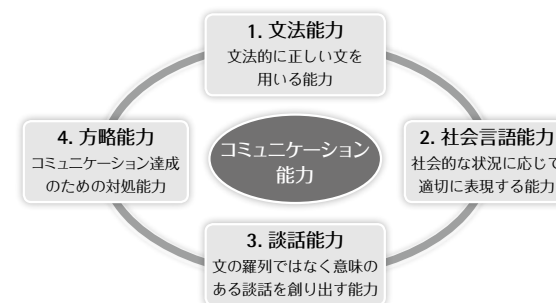 1. 文法能力
文法的に正しい文を
用いる能力
4. 方略能力
コミュニケーション達成
のための対処能力
コミュニケーション
能力
2. 社会言語能力
社会的な状況に応じて
適切に表現する能力
3. 談話能力
文の羅列ではなく意味の
ある談話を創り出す能力